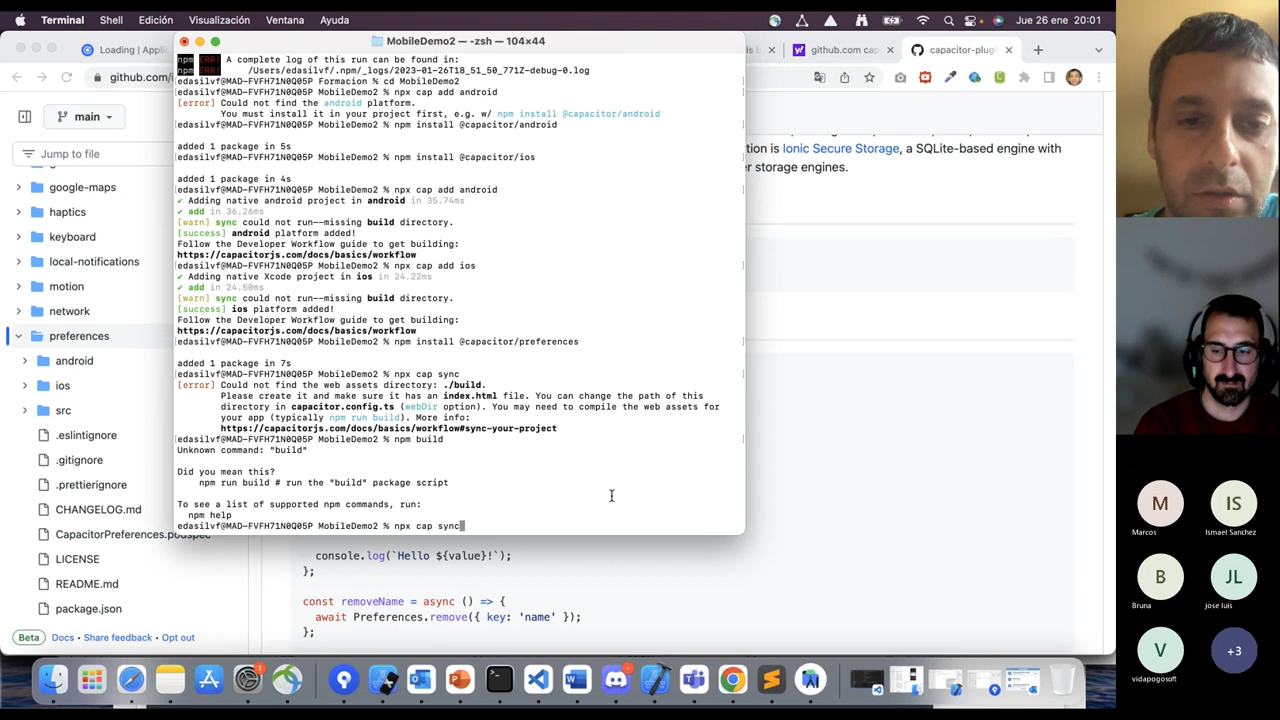 Terminal Shell Edición Visualización Ventana Ayuda
Jue 26 ene 20:01
Loading | Applic
github.com cap
capacitor-plugi
github.com
MobileDemo2 — -zsh — 104×44
npm ERR! A complete log of this run can be found in:
npm ERR!     /Users/edasilvf/.npm/_logs/2023-01-26T18_51_50_771Z-debug-0.log
edasilvf@MAD-FVFH71N0Q05P Formacion % cd MobileDemo2
edasilvf@MAD-FVFH71N0Q05P MobileDemo2 % npx cap add android
[error] Could not find the android platform.
You must install it in your project first, e.g. w/ npm install @capacitor/android
edasilvf@MAD-FVFH71N0Q05P MobileDemo2 % npm install @capacitor/android
added 1 package in 5s
edasilvf@MAD-FVFH71N0Q05P MobileDemo2 % npm install @capacitor/ios
added 1 package in 4s
edasilvf@MAD-FVFH71N0Q05P MobileDemo2 % npx cap add android
✔ Adding native android project in android in 35.74ms
✔ add in 36.26ms
[warn] sync could not run--missing build directory.
[success] android platform added!
Follow the Developer Workflow guide to get building:
https://capacitorjs.com/docs/basics/workflow
edasilvf@MAD-FVFH71N0Q05P MobileDemo2 % npx cap add ios
✔ Adding native Xcode project in ios in 24.22ms
✔ add in 24.50ms
[warn] sync could not run--missing build directory.
[success] ios platform added!
Follow the Developer Workflow guide to get building:
https://capacitorjs.com/docs/basics/workflow
edasilvf@MAD-FVFH71N0Q05P MobileDemo2 % npm install @capacitor/preferences
added 1 package in 7s
edasilvf@MAD-FVFH71N0Q05P MobileDemo2 % npx cap sync
[error] Could not find the web assets directory: ./build.
Please create it and make sure it has an index.html file. You can change the path of this
directory in capacitor.config.ts (webDir option). You may need to compile the web assets for
your app (typically npm run build). More info:
https://capacitorjs.com/docs/basics/workflow#sync-your-project
edasilvf@MAD-FVFH71N0Q05P MobileDemo2 % npm build
Unknown command: "build"
Did you mean this?
npm run build # run the "build" package script
To see a list of supported npm commands, run:
npm help
edasilvf@MAD-FVFH71N0Q05P MobileDemo2 % npx cap sync
main
Jump to file
google-maps
haptics
keyboard
local-notifications
motion
network
preferences
android
ios
src
.eslintignore
.gitignore
.prettierignore
CHANGELOG.md
CapacitorPreferences.podspec
LICENSE
README.md
package.json
Beta Docs · Share feedback · Opt out
tion is Ionic Secure Storage, a SQLite-based engine with
er storage engines.
console.log(`Hello ${value}!`);
};
const removeName = async () => {
await Preferences.remove({ key: 'name' });
};
M
Marcos
IS
Ismael Sanchez
B
Bruna
JL
jose luis
V
vidapogosoft
+3